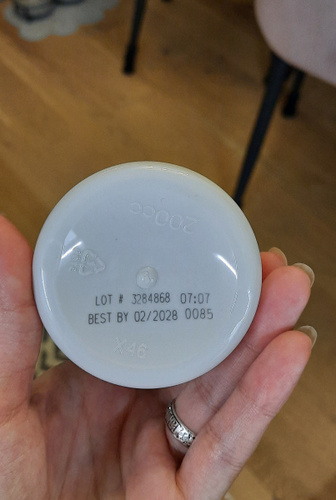 200cc
LOT # 3284868 07:07
BEST BY 02/2028 0085
X46